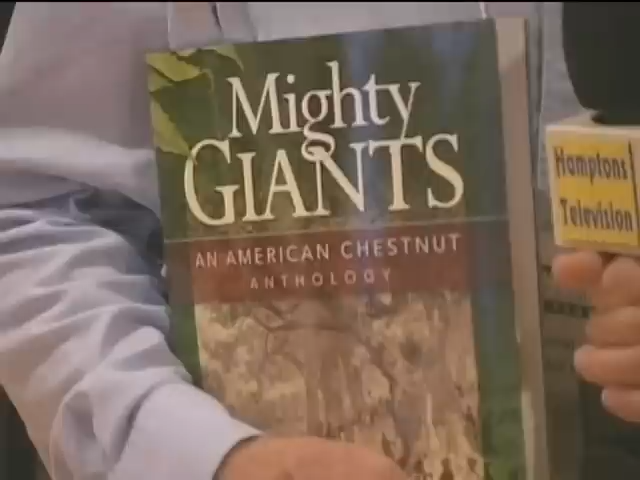 Mighty
GIANTS
AN AMERICAN CHESTNUT
ANTHOLOGY
Hamptons
Television